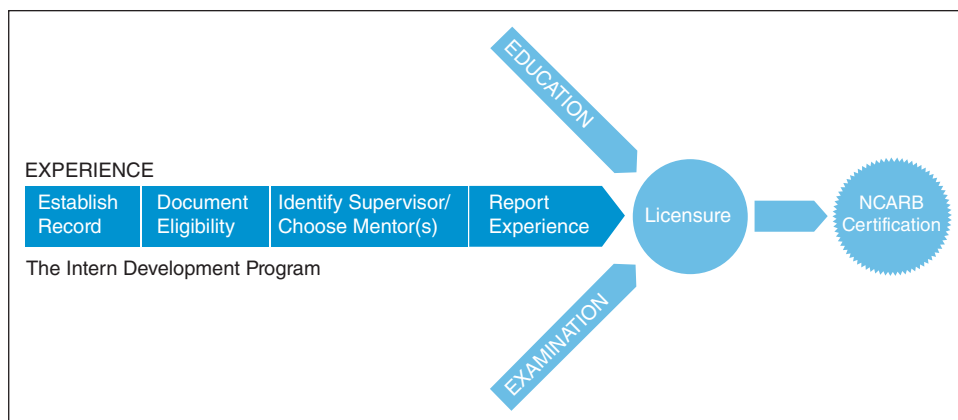 EDUCATION
EXPERIENCE
Establish
Record
Document
Eligibility
Identify Supervisor/
Choose Mentor(s)
Report
Experience
The Intern Development Program
EXAMINATION
Licensure
NCARB
Certification